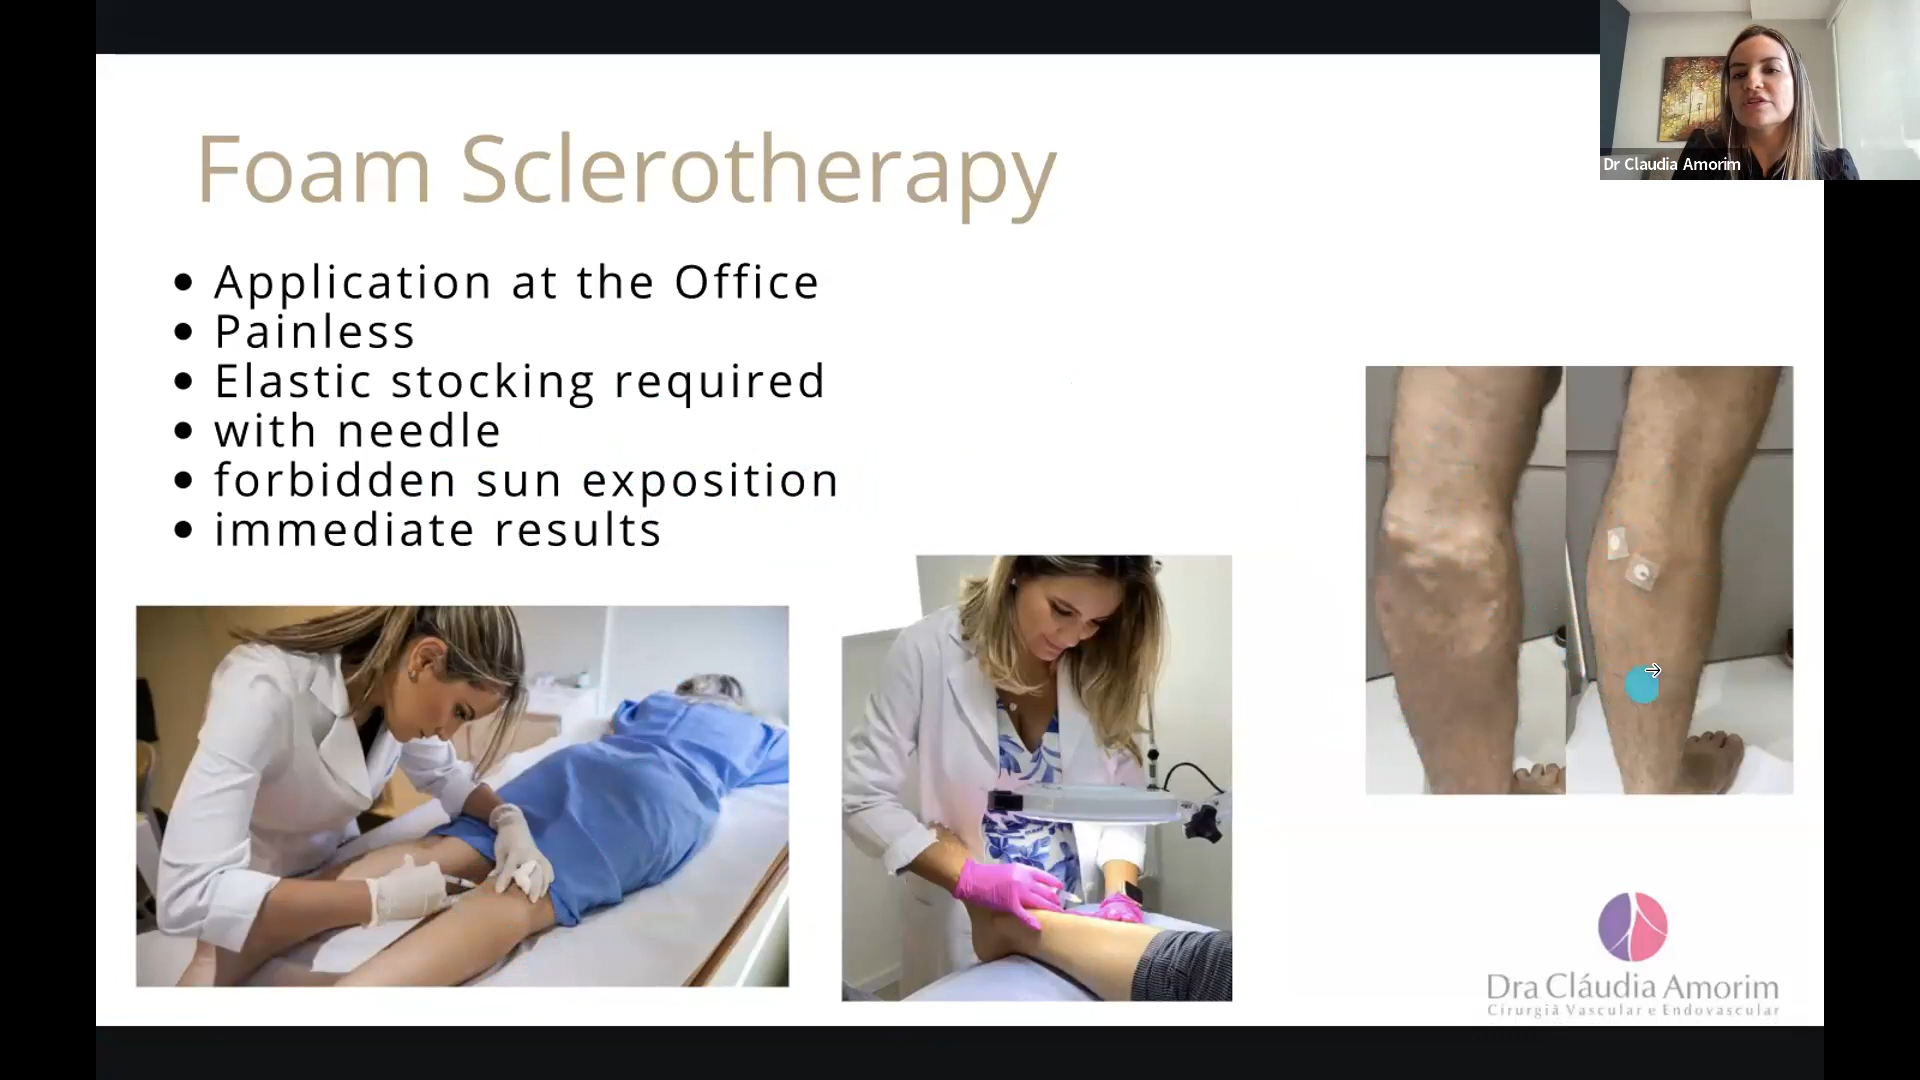 Foam Sclerotherapy
• Application at the Office
• Painless
• Elastic stocking required
• with needle
• forbidden sun exposition
• immediate results
Dr Claudia Amorim
Dra Cláudia Amorim
Cirurgia Vascular e Endovascular